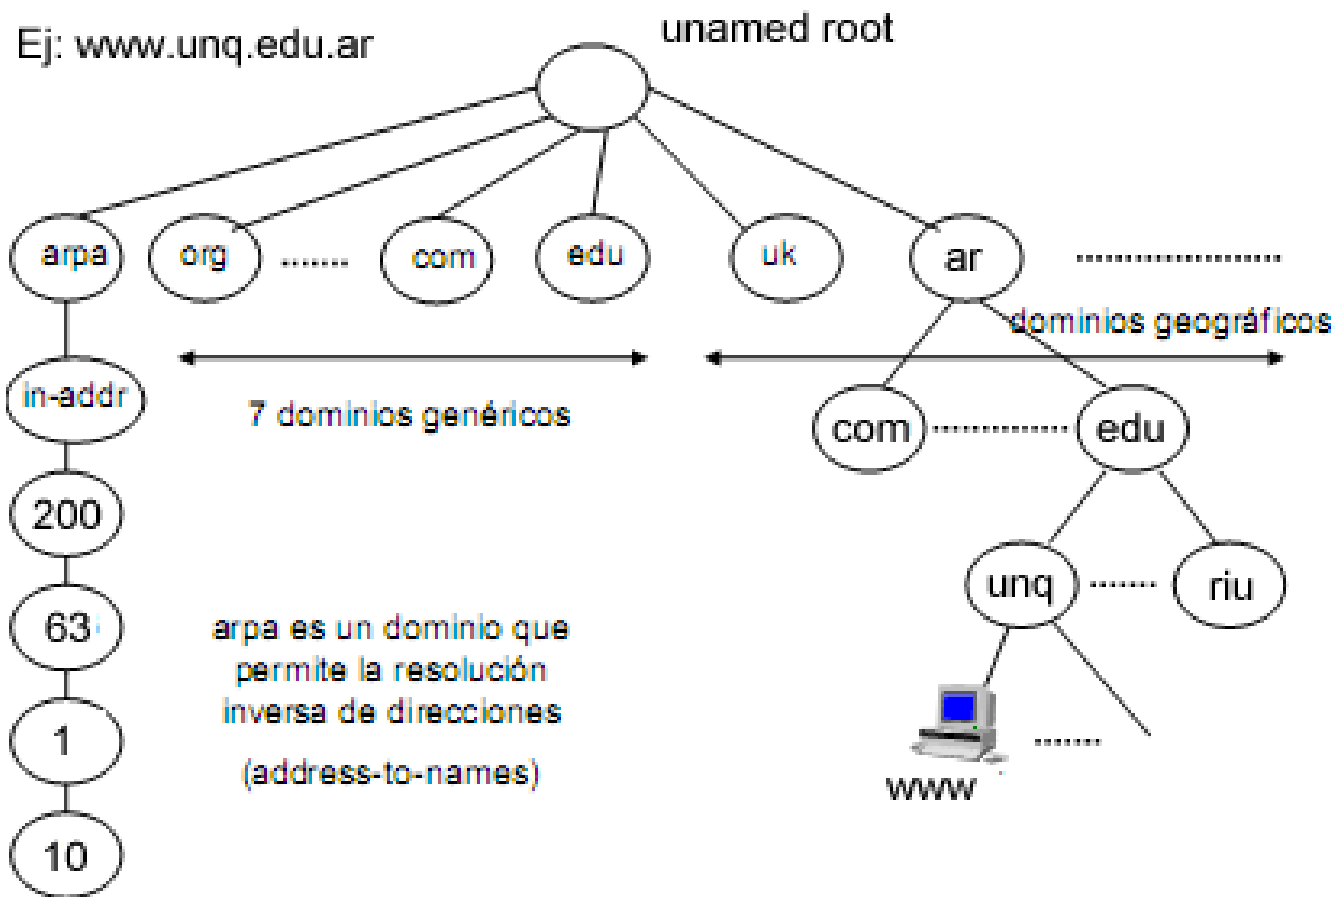 Ej: www.unq.edu.ar
unamed root
arpa
org
.......
com
edu
uk
ar
....................
dominios geográficos
in-addr
7 dominios genéricos
com
..............
edu
200
unq
.......
riu
63
arpa es un dominio que
permite la resolución
inversa de direcciones
(address-to-names)
1
.......
www
10